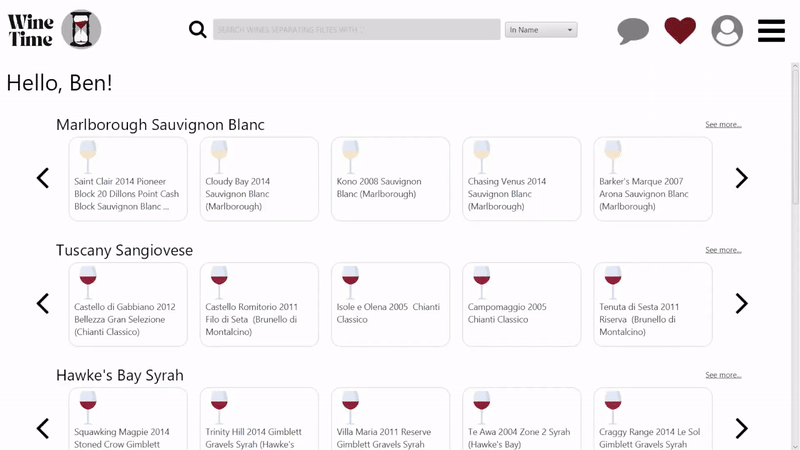 Wine
Time
SEARCH WINES SEPARATING FILTES WITH ','
In Name
Hello, Ben!
Marlborough Sauvignon Blanc
See more...
Saint Clair 2014 Pioneer
Block 20 Dillons Point Cash
Block Sauvignon Blanc ...
Cloudy Bay 2014
Sauvignon Blanc
(Marlborough)
Kono 2008 Sauvignon
Blanc (Marlborough)
Chasing Venus 2014
Sauvignon Blanc
(Marlborough)
Barker's Marque 2007
Arona Sauvignon Blanc
(Marlborough)
Tuscany Sangiovese
See more...
Castello di Gabbiano 2012
Bellezza Gran Selezione
(Chianti Classico)
Castello Romitorio 2011
Filo di Seta (Brunello di
Montalcino)
Isole e Olena 2005 Chianti
Classico
Campomaggio 2005
Chianti Classico
Tenuta di Sesta 2011
Riserva (Brunello di
Montalcino)
Hawke's Bay Syrah
See more...
Squawking Magpie 2014
Stoned Crow Gimblett
Trinity Hill 2014 Gimblett
Gravels Syrah (Hawke's
Villa Maria 2011 Reserve
Gimblett Gravels Syrah
Te Awa 2004 Zone 2 Syrah
(Hawke's Bay)
Craggy Range 2014 Le Sol
Gimblett Gravels Syrah